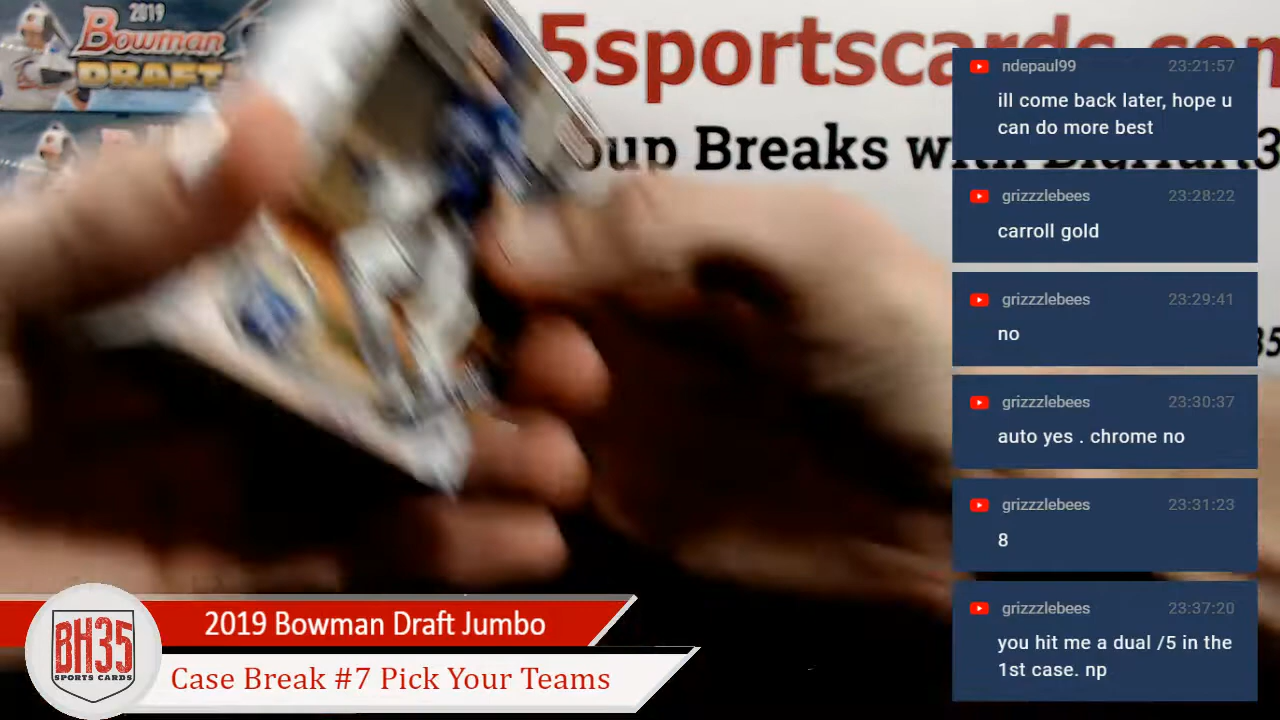 2019
Bowman
DRAFT
5sportscards.com
oup Breaks with
ndepaul99 23:21:57
ill come back later, hope u
can do more best
grizzzlebees 23:28:22
carroll gold
grizzzlebees 23:29:41
no
grizzzlebees 23:30:37
auto yes . chrome no
grizzzlebees 23:31:23
8
grizzzlebees 23:37:20
you hit me a dual /5 in the
1st case. np
BH35
SPORTS CARDS
2019 Bowman Draft Jumbo
Case Break #7 Pick Your Teams